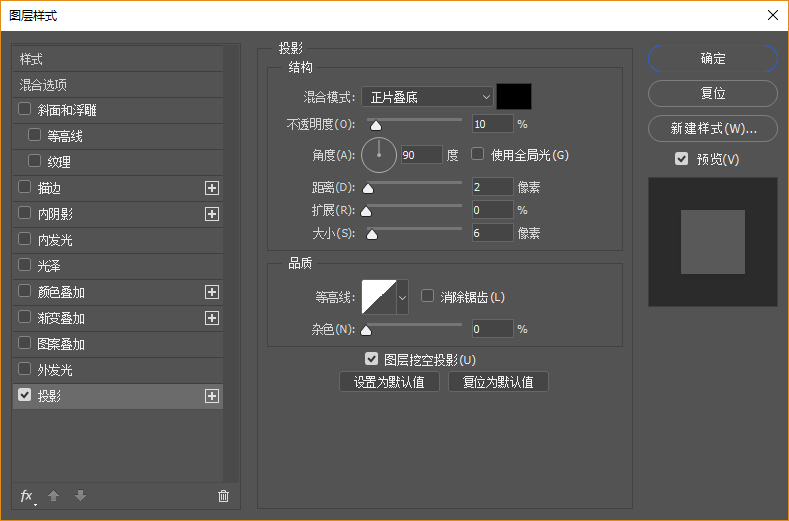 图层样式
样式
混合选项
斜面和浮雕
等高线
纹理
描边
内阴影
内发光
光泽
颜色叠加
渐变叠加
图案叠加
外发光
投影
fx
投影
结构
混合模式: 正片叠底
不透明度(O): 10 %
角度(A): 90 度 使用全局光(G)
距离(D): 2 像素
扩展(R): 0 %
大小(S): 6 像素
品质
等高线: 消除锯齿(L)
杂色(N): 0 %
图层挖空投影(U)
设置为默认值 复位为默认值
确定
复位
新建样式(W)...
预览(V)